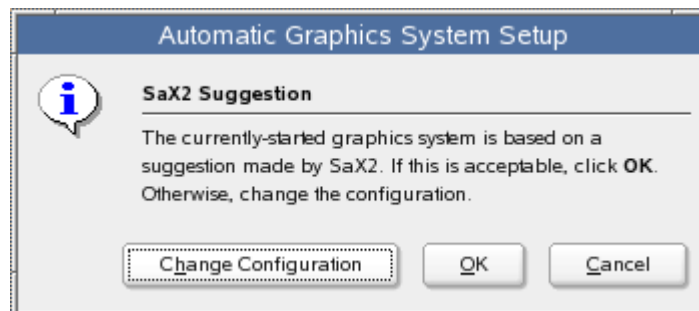 Automatic Graphics System Setup
SaX2 Suggestion
The currently-started graphics system is based on a
suggestion made by SaX2. If this is acceptable, click OK.
Otherwise, change the configuration.
Change Configuration
OK
Cancel